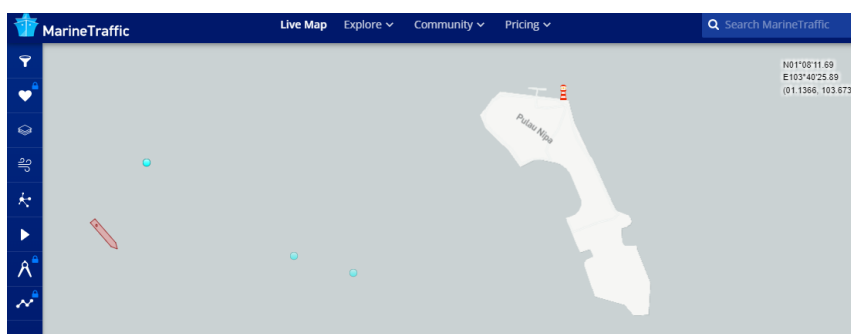 MarineTraffic Live Map Explore Community Pricing Search MarineTraffic
N01°08'11.69
E103°40'25.89
(01.1366, 103.673
Pulau Nipa